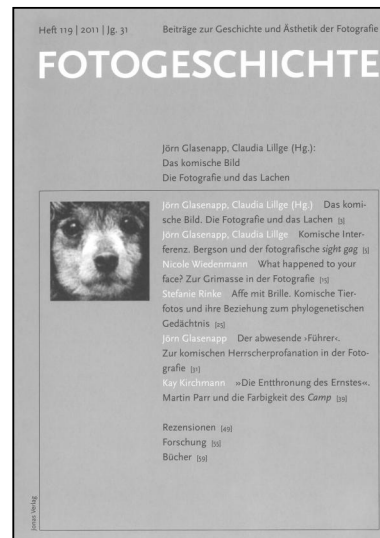 Heft 119 | 2011 | Jg. 31 Beiträge zur Geschichte und Ästhetik der Fotografie
FOTOGESCHICHTE
Jörn Glasenapp, Claudia Lillge (Hg.):
Das komische Bild
Die Fotografie und das Lachen
Jörn Glasenapp, Claudia Lillge (Hg.) Das komi-
sche Bild. Die Fotografie und das Lachen [3]
Jörn Glasenapp, Claudia Lillge Komische Inter-
ferenz. Bergson und der fotografische sight gag [5]
Nicole Wiedenmann What happened to your
face? Zur Grimasse in der Fotografie [15]
Stefanie Rinke Affe mit Brille. Komische Tier-
fotos und ihre Beziehung zum phylogenetischen
Gedächtnis [25]
Jörn Glasenapp Der abwesende ›Führer‹.
Zur komischen Herrscherprofanation in der Foto-
grafie [31]
Kay Kirchmann »Die Entthronung des Ernstes«.
Martin Parr und die Farbigkeit des Camp [39]
Rezensionen [49]
Forschung [55]
Bücher [59]
Jonas Verlag